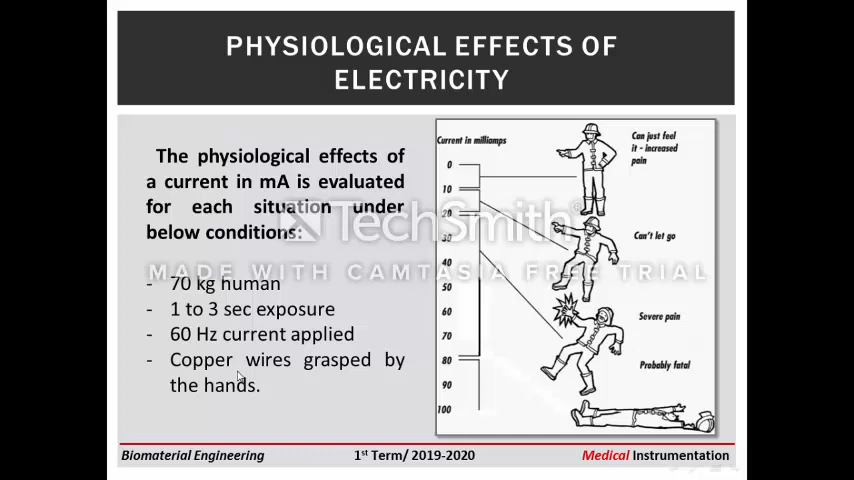 PHYSIOLOGICAL EFFECTS OF
ELECTRICITY
The physiological effects of
a current in mA is evaluated
for each situation under
below conditions:
- 70 kg human
- 1 to 3 sec exposure
- 60 Hz current applied
- Copper wires grasped by
the hands.
Current in milliamps
0
10
20
30
40
50
60
70
80
90
100
Can just feel
it - increased
pain
Can't let go
Severe pain
Probably fatal
TechSmith
MADE WITH CAMTASIA FREE TRIAL
Biomaterial Engineering
1st Term/ 2019-2020
Medical Instrumentation